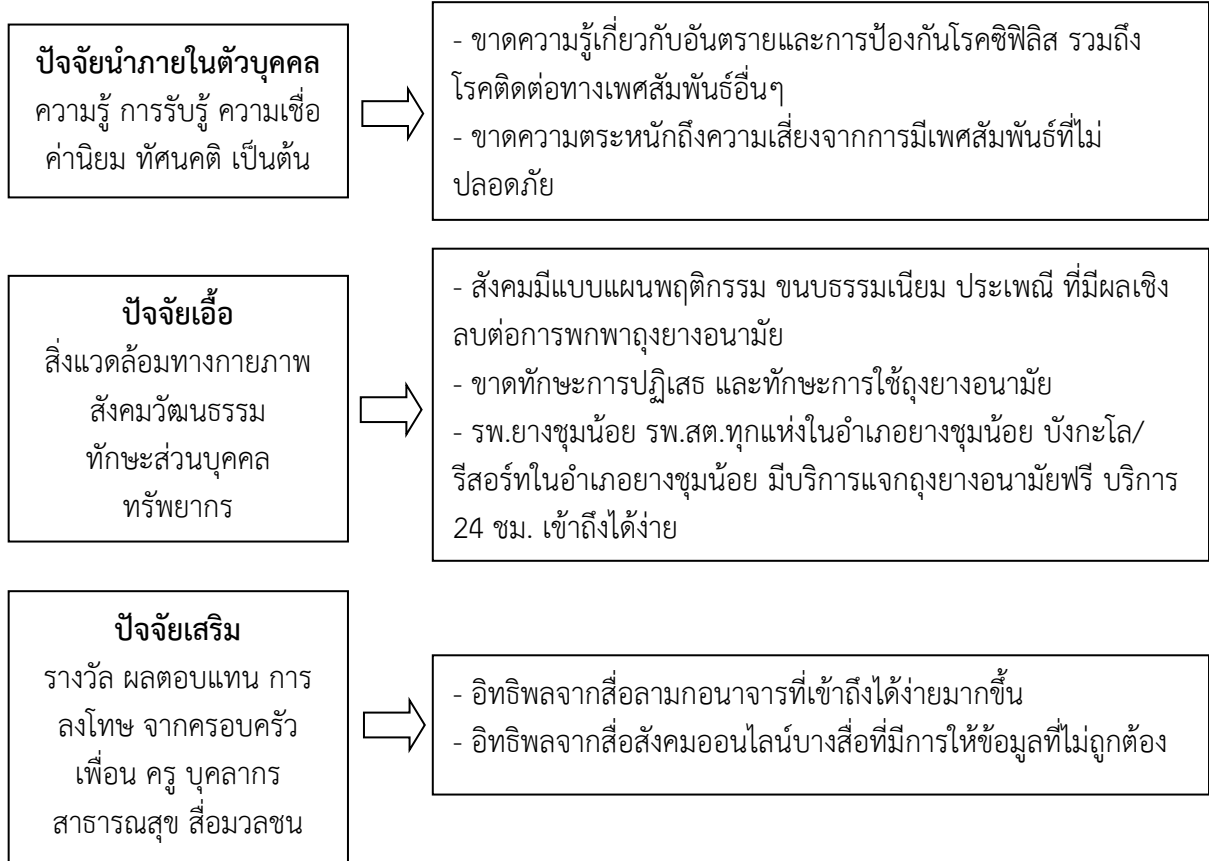 ปัจจัยนำภายในตัวบุคคล
ความรู้ การรับรู้ ความเชื่อ
ค่านิยม ทัศนคติ เป็นต้น
- ขาดความรู้เกี่ยวกับอันตรายและการป้องกันโรคซิฟิลิส รวมถึง
โรคติดต่อทางเพศสัมพันธ์อื่นๆ
- ขาดความตระหนักถึงความเสี่ยงจากการมีเพศสัมพันธ์ที่ไม่
ปลอดภัย
ปัจจัยเอื้อ
สิ่งแวดล้อมทางกายภาพ
สังคมวัฒนธรรม
ทักษะส่วนบุคคล
ทรัพยากร
- สังคมมีแบบแผนพฤติกรรม ขนบธรรมเนียม ประเพณี ที่มีผลเชิง
ลบต่อการพกพาถุงยางอนามัย
- ขาดทักษะการปฏิเสธ และทักษะการใช้ถุงยางอนามัย
- รพ.ยางชุมน้อย รพ.สต.ทุกแห่งในอำเภอยางชุมน้อย บังกะโล/
รีสอร์ทในอำเภอยางชุมน้อย มีบริการแจกถุงยางอนามัยฟรี บริการ
24 ชม. เข้าถึงได้ง่าย
ปัจจัยเสริม
รางวัล ผลตอบแทน การ
ลงโทษ จากครอบครัว
เพื่อน ครู บุคลากร
สาธารณสุข สื่อมวลชน
- อิทธิพลจากสื่อลามกอนาจารที่เข้าถึงได้ง่ายมากขึ้น
- อิทธิพลจากสื่อสังคมออนไลน์บางสื่อที่มีการให้ข้อมูลที่ไม่ถูกต้อง